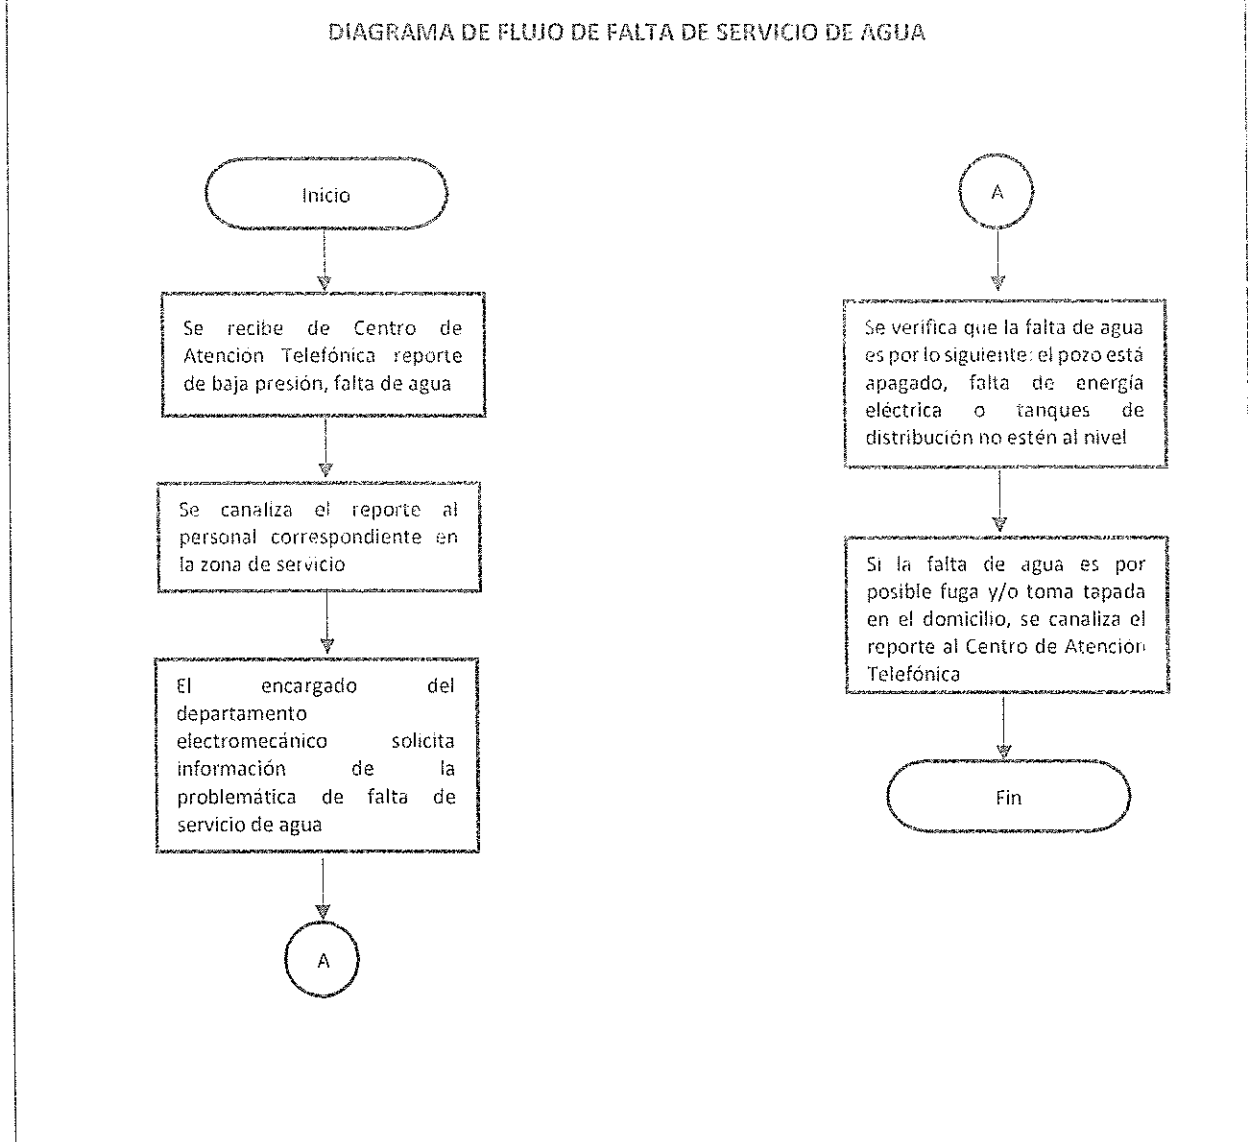 DIAGRAMA DE FLUJO DE FALTA DE SERVICIO DE AGUA
Inicio
Se recibe de Centro de
Atención Telefónica reporte
de baja presión, falta de agua
Se canaliza el reporte al
personal correspondiente en
la zona de servicio
El encargado del
departamento
electromecánico solicita
información de la
problemática de falta de
servicio de agua
A
A
Se verifica que la falta de agua
es por lo siguiente: el pozo está
apagado, falta de energía
eléctrica o tanques de
distribución no estén al nivel
Si la falta de agua es por
posible fuga y/o toma tapada
en el domicilio, se canaliza el
reporte al Centro de Atención
Telefónica
Fin